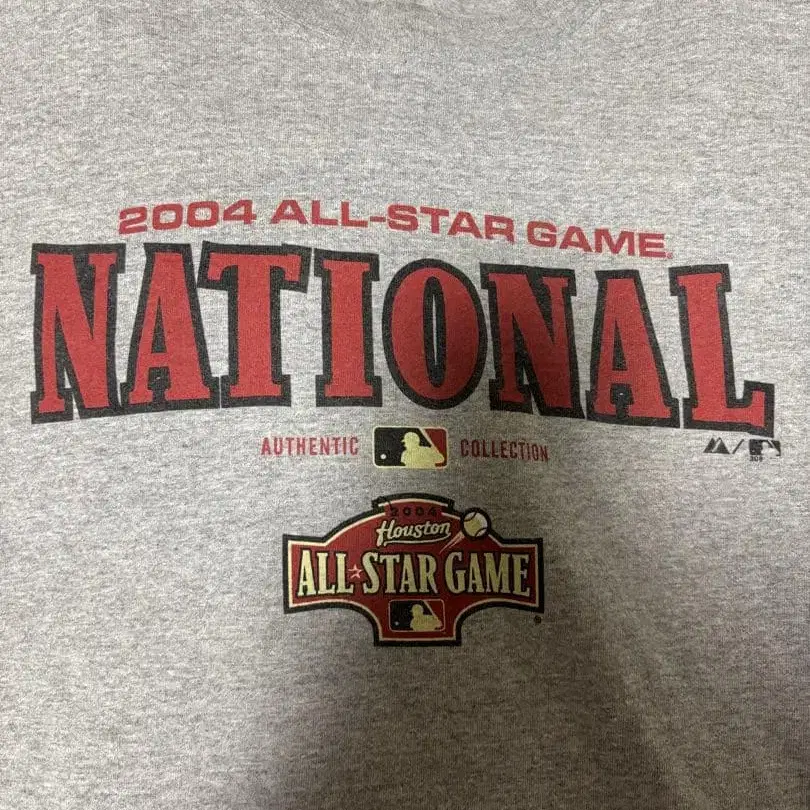 2004 ALL-STAR GAME
NATIONAL
AUTHENTIC COLLECTION
2004
Houston
ALL STAR GAME